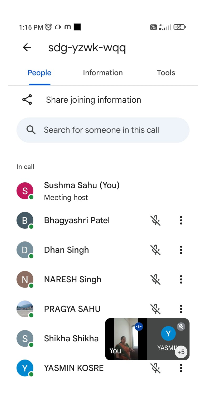 1:16 PM
sdg-yzwk-wqq
People Information Tools
Share joining information
Search for someone in this call
In call
S Sushma Sahu (You)
Meeting host
B Bhagyashri Patel
D Dhan Singh
N NARESH Singh
PRAGYA SAHU
S Shikha Shikha
Y YASMIN KOSRE
You
Y
YASMIN
+5